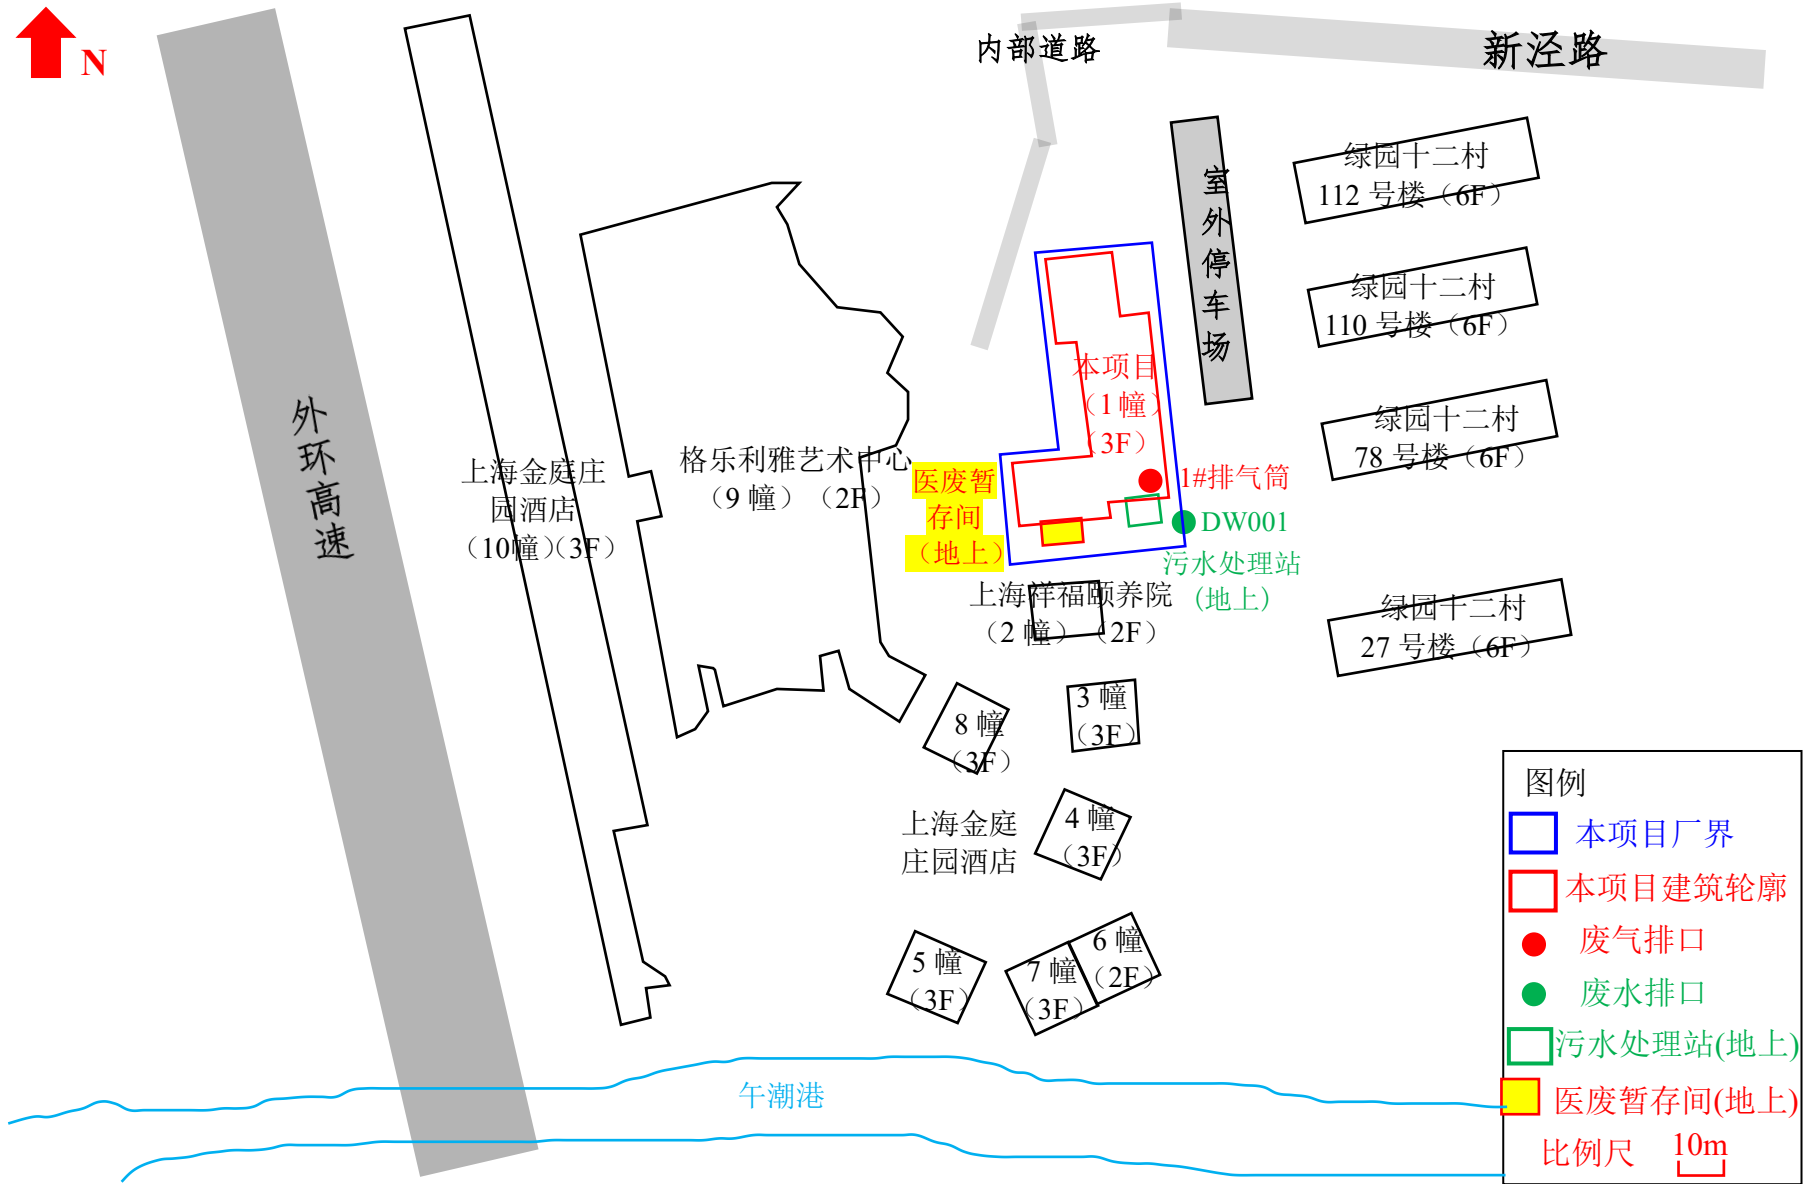 N
内部道路
新泾路
室外停车场
绿园十二村
112 号楼（6F）
绿园十二村
110 号楼（6F）
绿园十二村
78 号楼（6F）
绿园十二村
27 号楼（6F）
外环高速
上海金庭庄
园酒店
（10幢）（3F）
格乐利雅艺术中心
（9 幢）（2F）
本项目
（1 幢）
（3F）
医废暂
存间
（地上）
1#排气筒
DW001
污水处理站
（地上）
上海祥福颐养院
（2 幢）（2F）
8 幢
（3F）
3 幢
（3F）
4 幢
（3F）
上海金庭
庄园酒店
5 幢
（3F）
7 幢
（3F）
6 幢
（2F）
午潮港
图例
本项目厂界
本项目建筑轮廓
废气排口
废水排口
污水处理站(地上)
医废暂存间(地上)
比例尺 10m